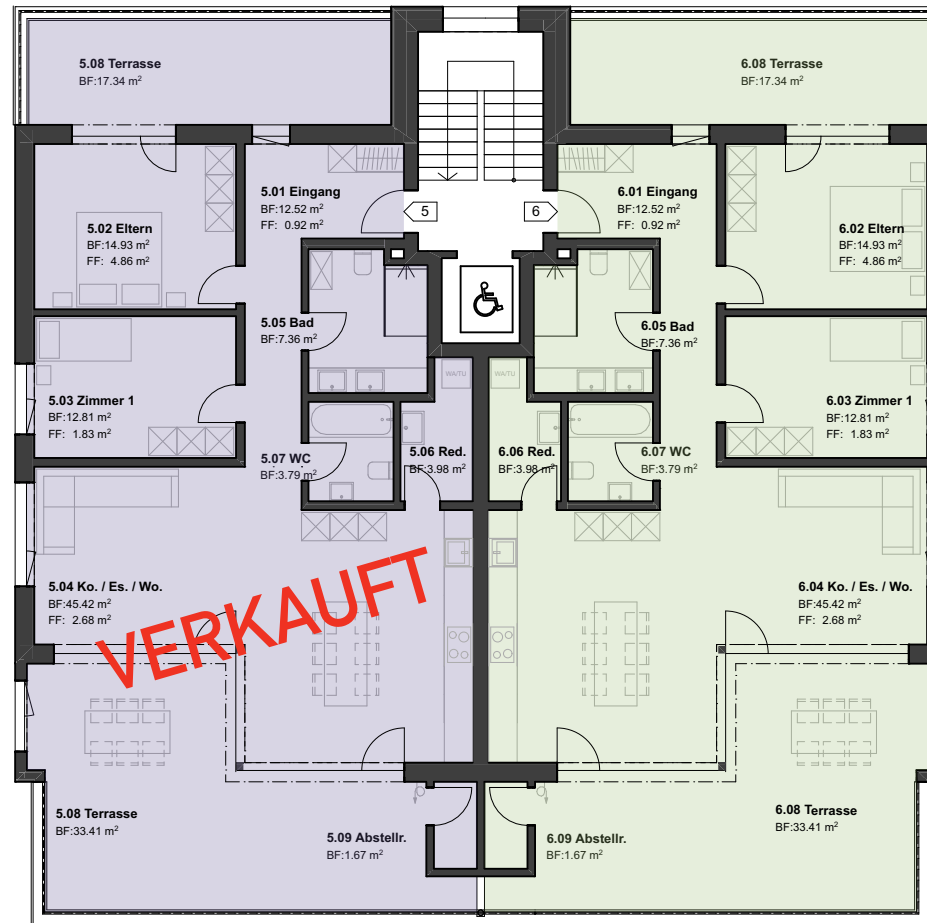 5.08 Terrasse
BF:17.34 m²
6.08 Terrasse
BF:17.34 m²
5.01 Eingang
BF:12.52 m²
FF: 0.92 m²
5
6
6.01 Eingang
BF:12.52 m²
FF: 0.92 m²
5.02 Eltern
BF:14.93 m²
FF: 4.86 m²
6.02 Eltern
BF:14.93 m²
FF: 4.86 m²
5.05 Bad
BF:7.36 m²
6.05 Bad
BF:7.36 m²
WA/TU
WA/TU
5.03 Zimmer 1
BF:12.81 m²
FF: 1.83 m²
6.03 Zimmer 1
BF:12.81 m²
FF: 1.83 m²
5.07 WC
BF:3.79 m²
5.06 Red.
BF:3.98 m²
6.06 Red.
BF:3.98 m²
6.07 WC
BF:3.79 m²
5.04 Ko. / Es. / Wo.
BF:45.42 m²
FF: 2.68 m²
VERKAUFT
6.04 Ko. / Es. / Wo.
BF:45.42 m²
FF: 2.68 m²
5.08 Terrasse
BF:33.41 m²
5.09 Abstellr.
BF:1.67 m²
6.09 Abstellr.
BF:1.67 m²
6.08 Terrasse
BF:33.41 m²